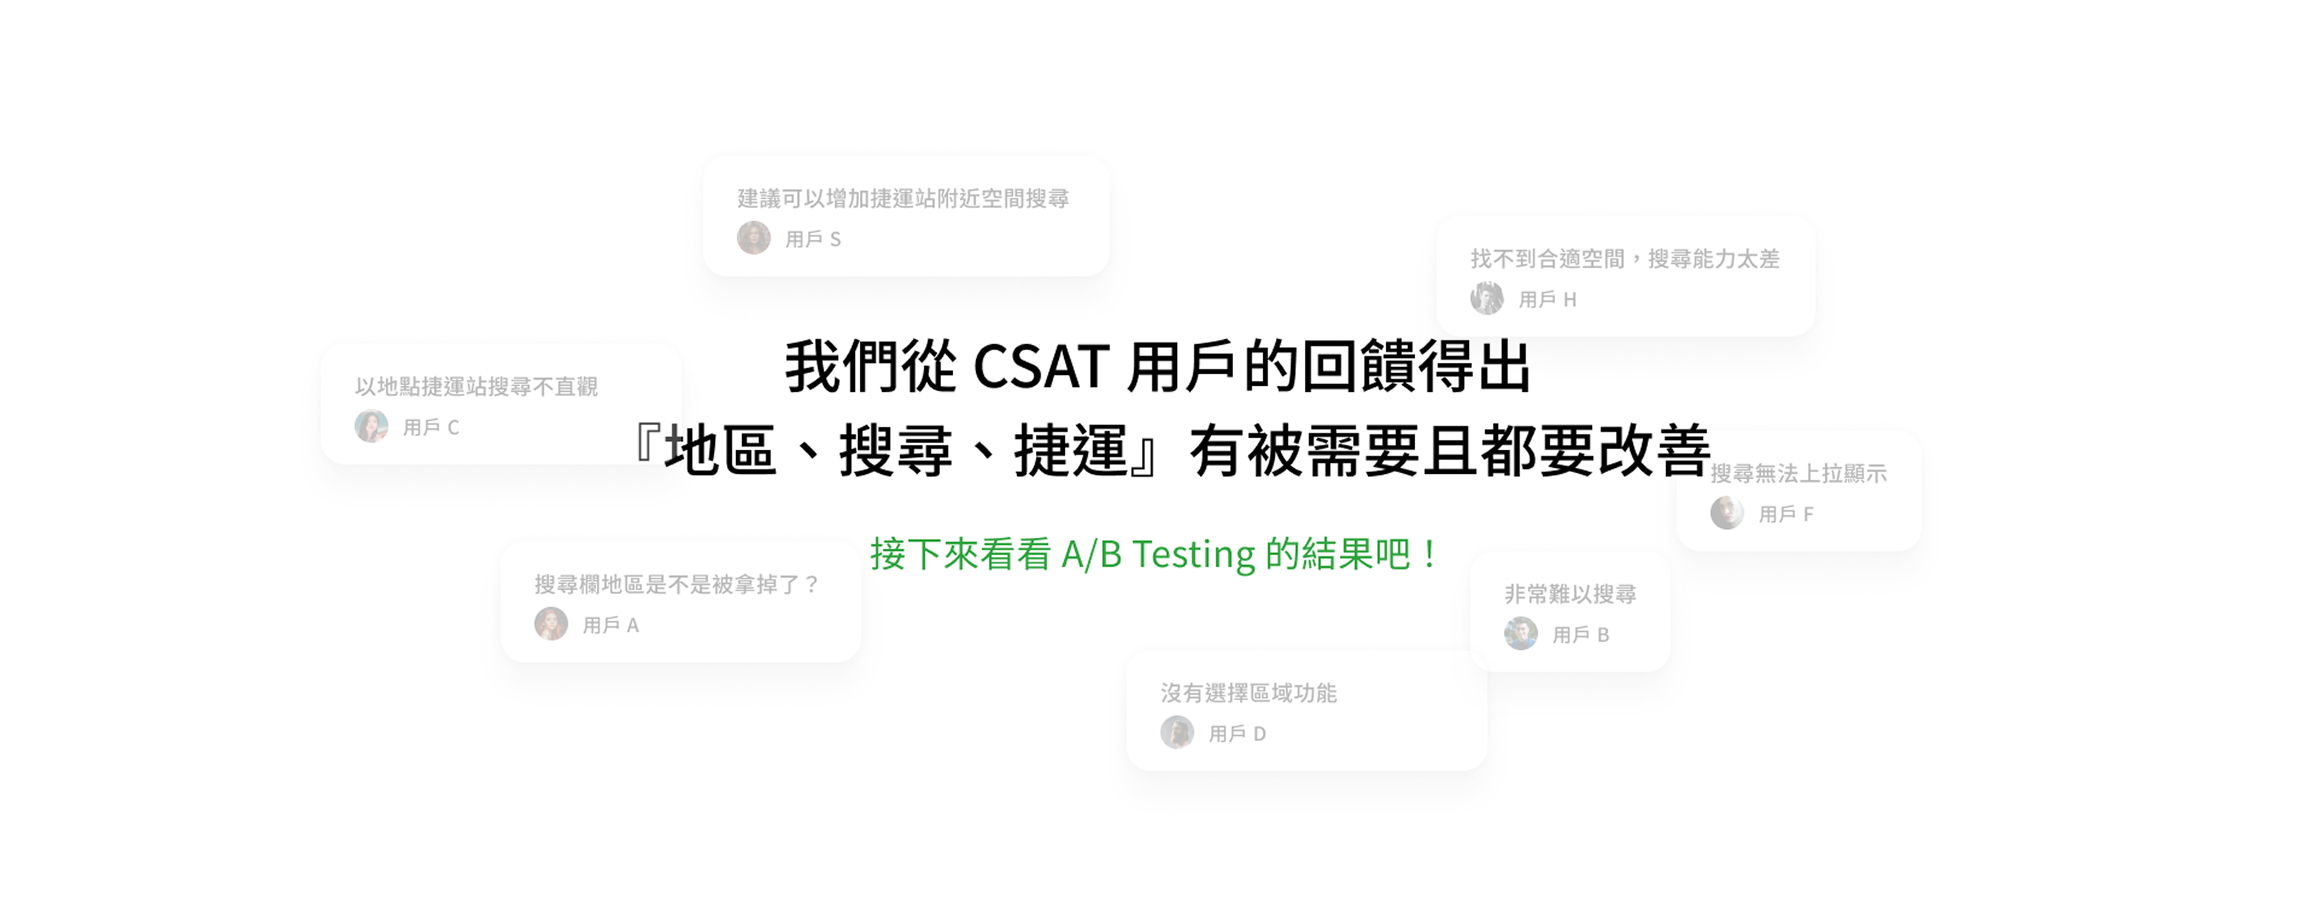 建議可以增加捷運站附近空間搜尋
用戶 S
找不到合適空間，搜尋能力太差
用戶 H
我們從 CSAT 用戶的回饋得出
以地點捷運站搜尋不直觀
用戶 C
『地區、搜尋、捷運』有被需要且都要改善
搜尋無法上拉顯示
用戶 F
接下來看看 A/B Testing 的結果吧！
搜尋欄地區是不是被拿掉了？
用戶 A
非常難以搜尋
用戶 B
沒有選擇區域功能
用戶 D